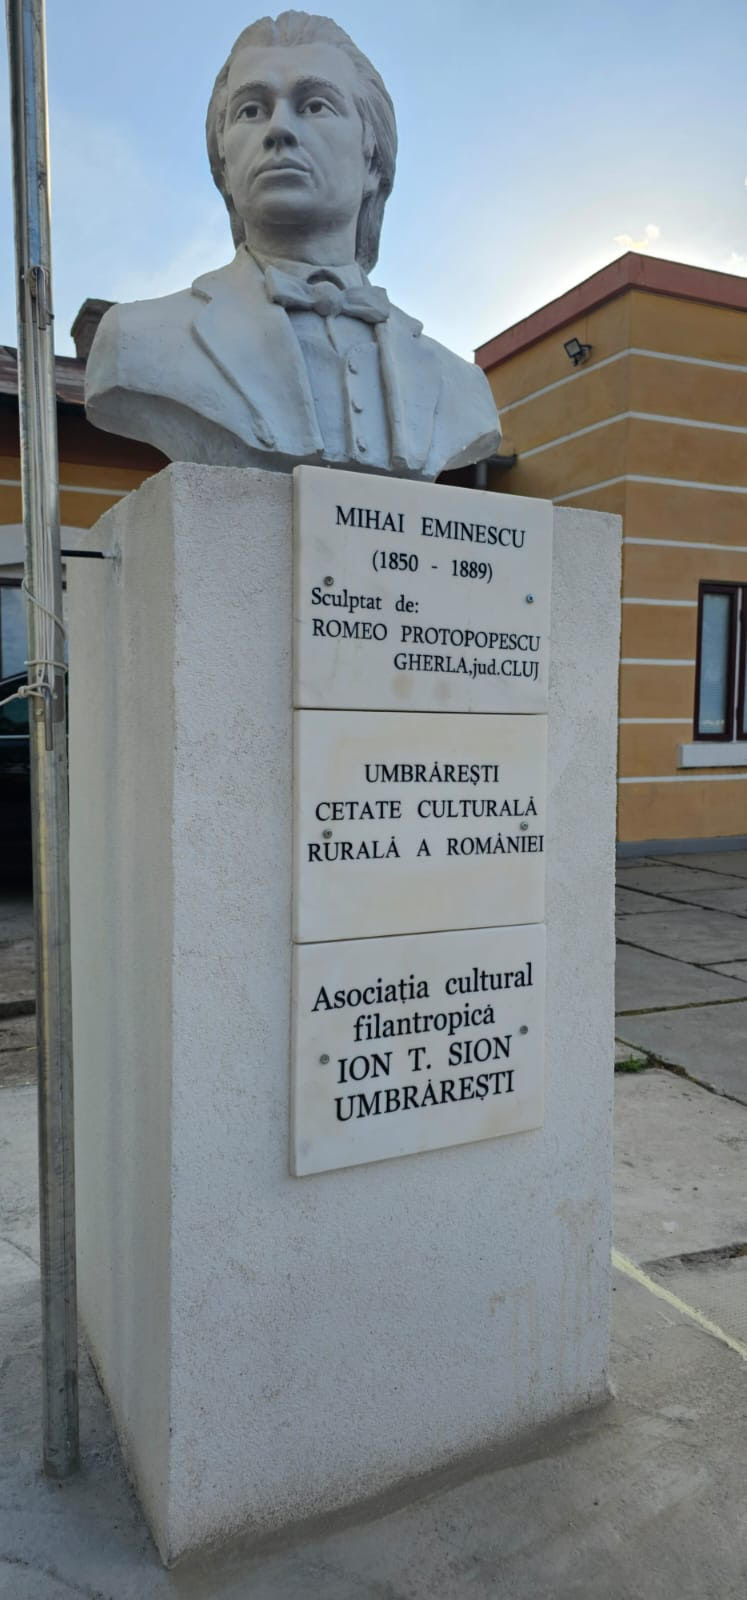 MIHAI EMINESCU
(1850 - 1889)
Sculptat de:
ROMEO PROTOPOPESCU
GHERLA,jud.CLUJ
UMBRĂREȘTI
CETATE CULTURALĂ
RURALĂ A ROMÂNIEI
Asociația cultural
filantropică
ION T. SION
UMBRĂREȘTI